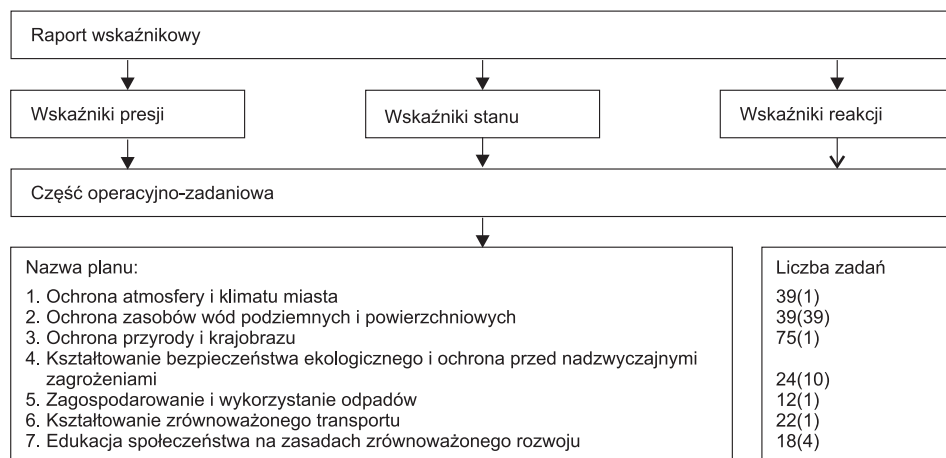 Raport wskaźnikowy
Wskaźniki presji
Wskaźniki stanu
Wskaźniki reakcji
Część operacyjno-zadaniowa
Nazwa planu:
1. Ochrona atmosfery i klimatu miasta
2. Ochrona zasobów wód podziemnych i powierzchniowych
3. Ochrona przyrody i krajobrazu
4. Kształtowanie bezpieczeństwa ekologicznego i ochrona przed nadzwyczajnymi
zagrożeniami
5. Zagospodarowanie i wykorzystanie odpadów
6. Kształtowanie zrównoważonego transportu
7. Edukacja społeczeństwa na zasadach zrównoważonego rozwoju
Liczba zadań
39(1)
39(39)
75(1)
24(10)
12(1)
22(1)
18(4)